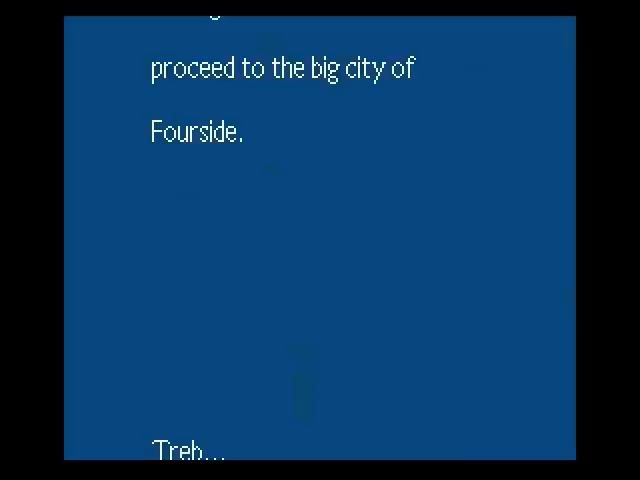 proceed to the big city of
Fourside.
'Treb...